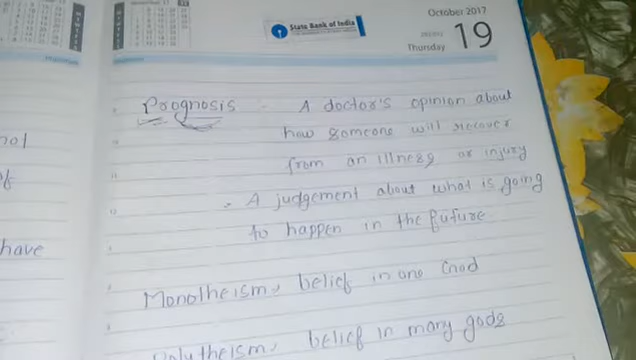 State Bank of India
October 2017
Thursday 19
nol
have
Prognosis - A doctor's opinion about
how someone will recover
from an illness or injury
A judgement about what is going
to happen in the future
Monotheism, belief in one God
Polytheism, belief in many gods